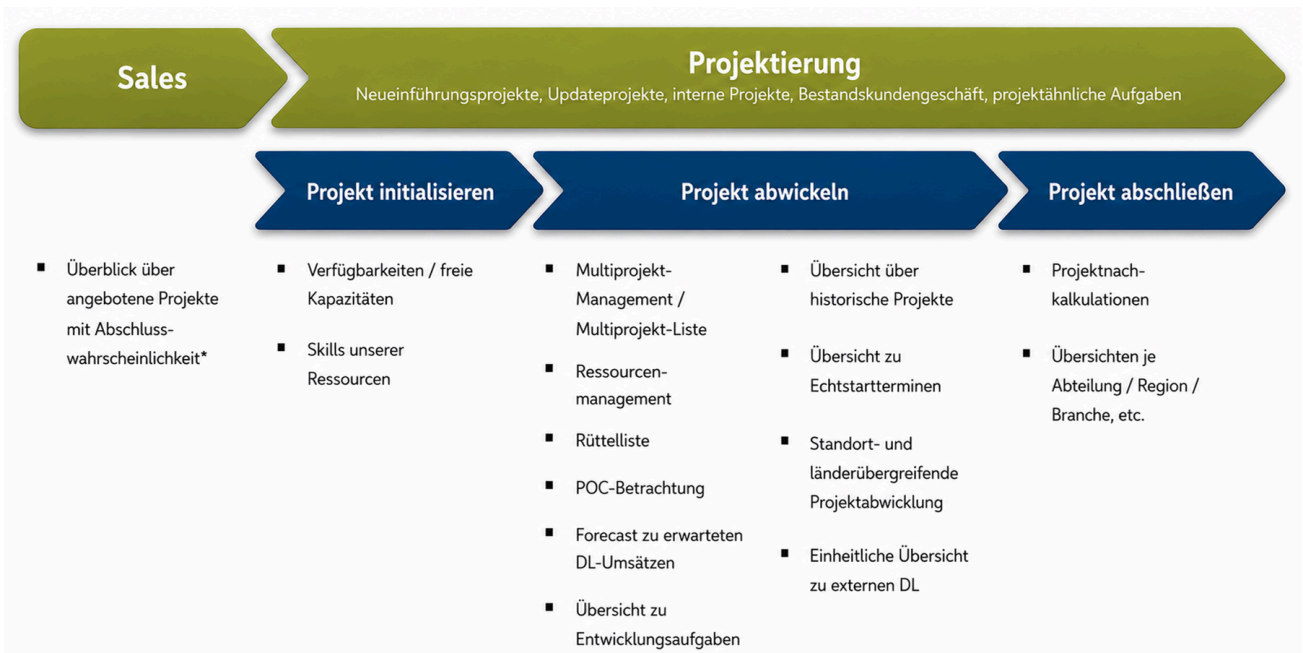 Sales
Projektierung
Neueinführungsprojekte, Updateprojekte, interne Projekte, Bestandskundengeschäft, projektähnliche Aufgaben
Projekt initialisieren
Projekt abwickeln
Projekt abschließen
Überblick über
angebotene Projekte
mit Abschluss-
wahrscheinlichkeit*
Verfügbarkeiten / freie
Kapazitäten
Skills unserer
Ressourcen
Multiprojekt-
Management /
Multiprojekt-Liste
Ressourcen-
management
Rüttelliste
POC-Betrachtung
Forecast zu erwarteten
DL-Umsätzen
Übersicht zu
Entwicklungsaufgaben
Übersicht über
historische Projekte
Übersicht zu
Echtstartterminen
Standort- und
länderübergreifende
Projektabwicklung
Einheitliche Übersicht
zu externen DL
Projektnach-
kalkulationen
Übersichten je
Abteilung / Region /
Branche, etc.